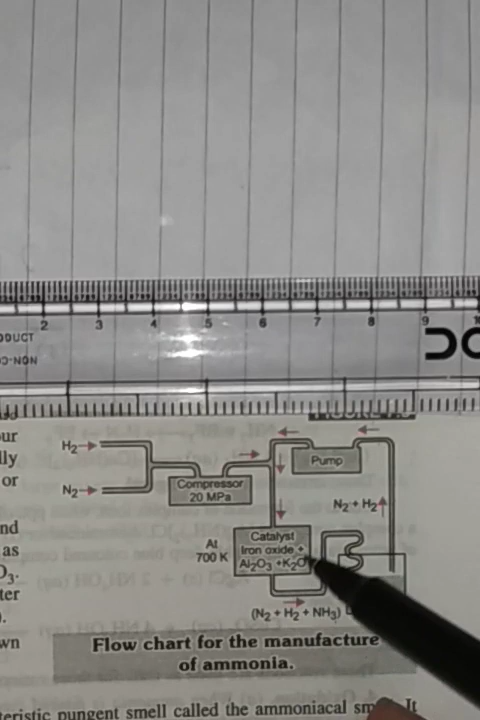 2 3 4 5 6 7 8 9
ODUCT
NON-
our
lly
or
H₂
N₂
Compressor
20 MPa
Pump
N₂ + H₂
At
700 K
Catalyst
Iron oxide +
Al₂O₃ +K₂O
(N₂ + H₂ + NH₃)
nd
as
O₃.
ter
).
wn
Flow chart for the manufacture
of ammonia.
teristic pungent smell called the ammoniacal It